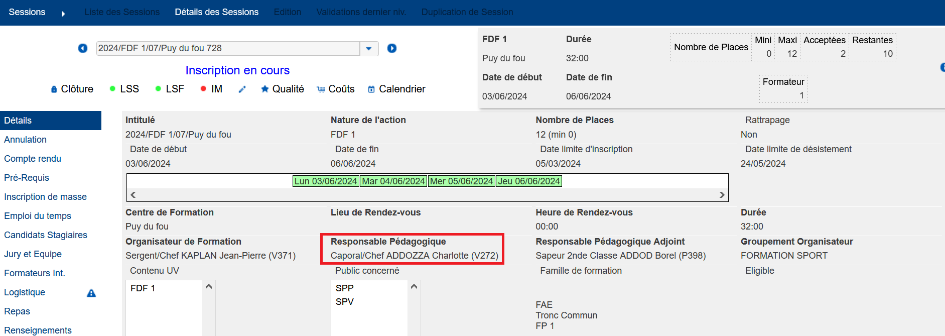 Sessions Liste des Sessions Détails des Sessions Edition Validations dernier niv. Duplication de Session
2024/FDF 1/07/Puy du fou 728
Inscription en cours
Clôture LSS LSF IM Qualité Coûts Calendrier
FDF 1 Durée
Puy du fou 32:00
Date de début Date de fin
03/06/2024 06/06/2024
Nombre de Places Mini Maxi Acceptées Restantes
0 12 2 10
Formateur
1
Détails
Annulation
Compte rendu
Pré-Requis
Inscription de masse
Emploi du temps
Candidats Stagiaires
Jury et Equipe
Formateurs Int.
Logistique
Repas
Renseignements
Intitulé Nature de l'action Nombre de Places Rattrapage
2024/FDF 1/07/Puy du fou FDF 1 12 (min 0) Non
Date de début Date de fin Date limite d'inscription Date limite de désistement
03/06/2024 06/06/2024 05/03/2024 24/05/2024
Lun 03/06/2024 Mar 04/06/2024 Mer 05/06/2024 Jeu 06/06/2024
Centre de Formation Lieu de Rendez-vous Heure de Rendez-vous Durée
Puy du fou 00:00 32:00
Organisateur de Formation Responsable Pédagogique Responsable Pédagogique Adjoint Groupement Organisateur
Sergent/Chef KAPLAN Jean-Pierre (V371) Caporal/Chef ADDOZZA Charlotte (V272) Sapeur 2nde Classe ADDOD Borel (P398) FORMATION SPORT
Contenu UV Public concerné Famille de formation Eligible
FDF 1 SPP
SPV
FAE
Tronc Commun
FP 1